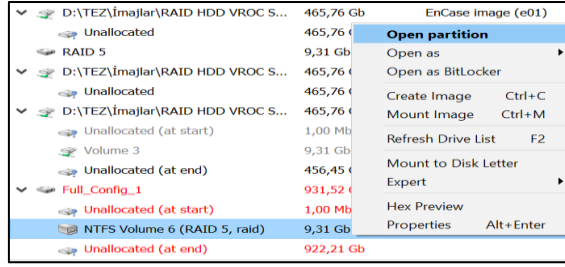 D:\TEZ\İmajlar\RAID HDD VROC S... 465,76 Gb EnCase image (e01)
Unallocated 465,76 Open partition
RAID 5 9,31 Gb Open as
D:\TEZ\İmajlar\RAID HDD VROC S... 465,76 Open as BitLocker
Unallocated 465,76 Create Image Ctrl+C
D:\TEZ\İmajlar\RAID HDD VROC S... 465,76 Mount Image Ctrl+M
Unallocated (at start) 1,00 Mb Refresh Drive List F2
Volume 3 9,31 Gb
Unallocated (at end) 456,45 Mount to Disk Letter
Full_Config_1 931,52 Expert
Unallocated (at start) 1,00 Mb Hex Preview
NTFS Volume 6 (RAID 5, raid) 9,31 Gb Properties Alt+Enter
Unallocated (at end) 922,21 Gb